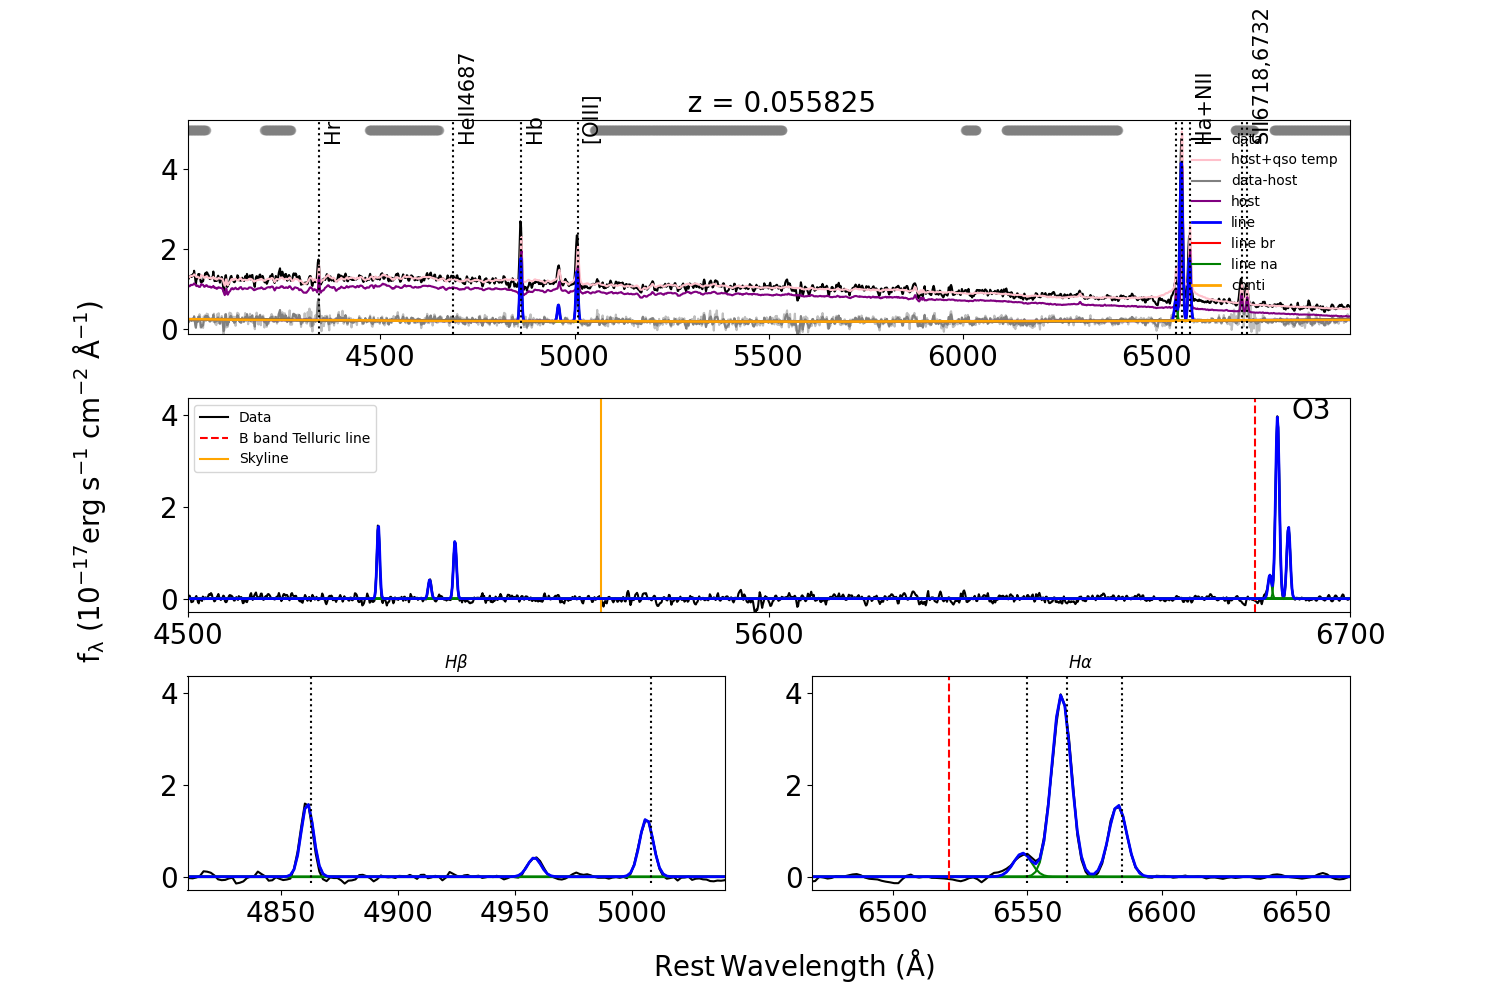 z = 0.055825
Hr
HeII4687
Hb
[OIII]
Ha+NII
SII6718,6732
data
host+qso temp
data-host
host
line
line br
line na
conti
4
2
0
4500
5000
5500
6000
6500
fλ (10⁻¹⁷erg s⁻¹ cm⁻² Å⁻¹)
Data
B band Telluric line
Skyline
O3
4
2
0
4500
5600
6700
Hβ
4
2
0
4850
4900
4950
5000
Hα
4
2
0
6500
6550
6600
6650
Rest Wavelength (Å)